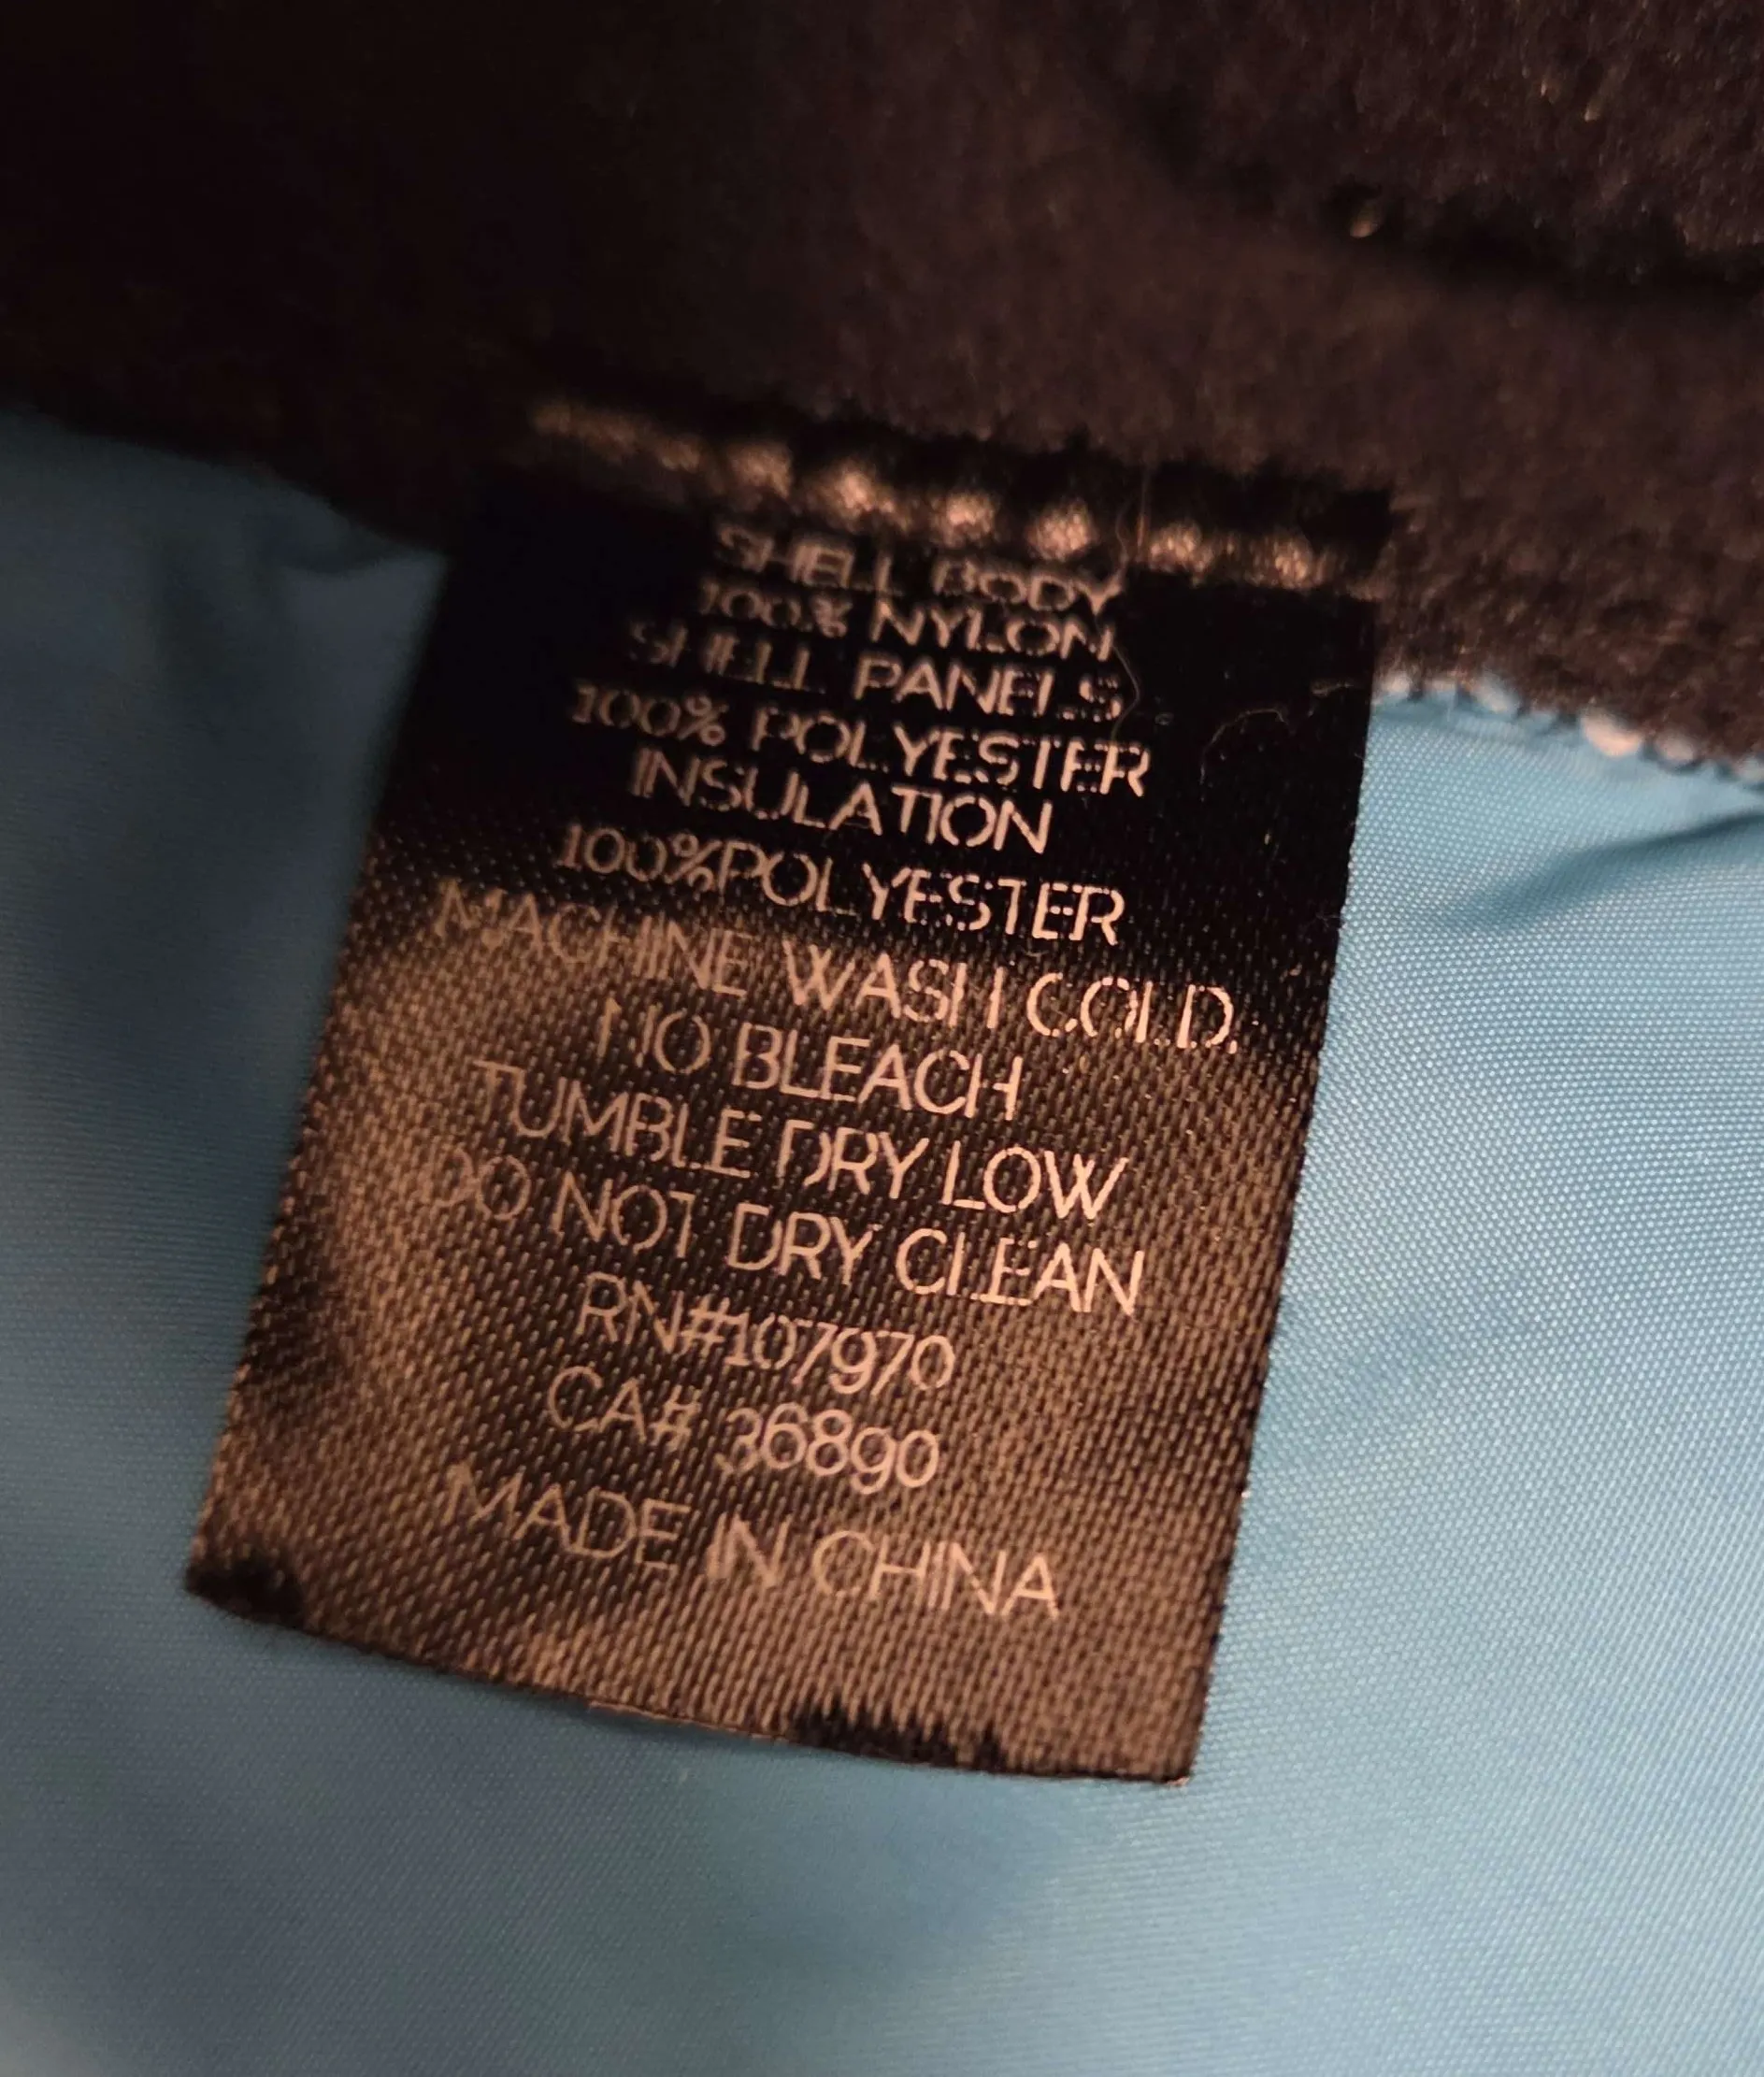 SHELL BODY
100% NYLON
SHELL PANELS
100% POLYESTER
INSULATION
100%POLYESTER
MACHINE WASH COLD.
NO BLEACH
TUMBLE DRY LOW
DO NOT DRY CLEAN
RN#107970
CA# 36890
MADE IN CHINA